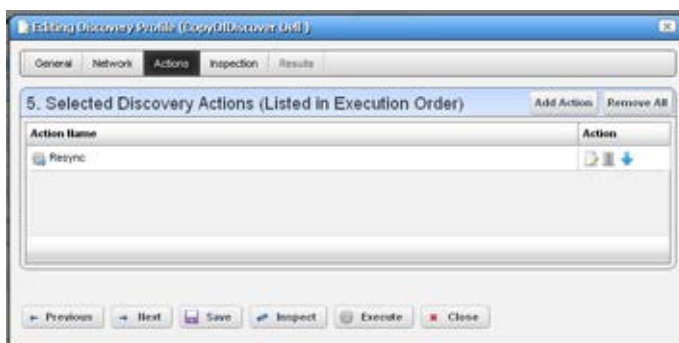 Editing Discovery Profile (CopyOfDiscover Dell )
General Network Actions Inspection Results
5. Selected Discovery Actions (Listed in Execution Order) Add Action Remove All
Action Name Action
Resync
Previous Next Save Inspect Execute Close